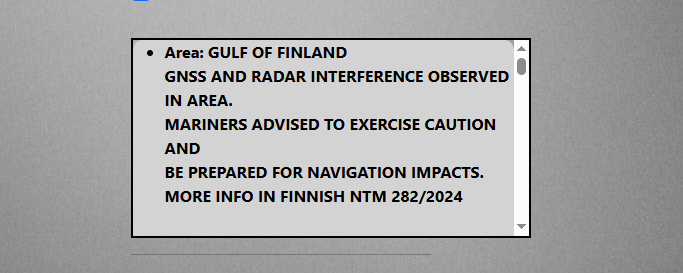 Area: GULF OF FINLAND
GNSS AND RADAR INTERFERENCE OBSERVED
IN AREA.
MARINERS ADVISED TO EXERCISE CAUTION
AND
BE PREPARED FOR NAVIGATION IMPACTS.
MORE INFO IN FINNISH NTM 282/2024